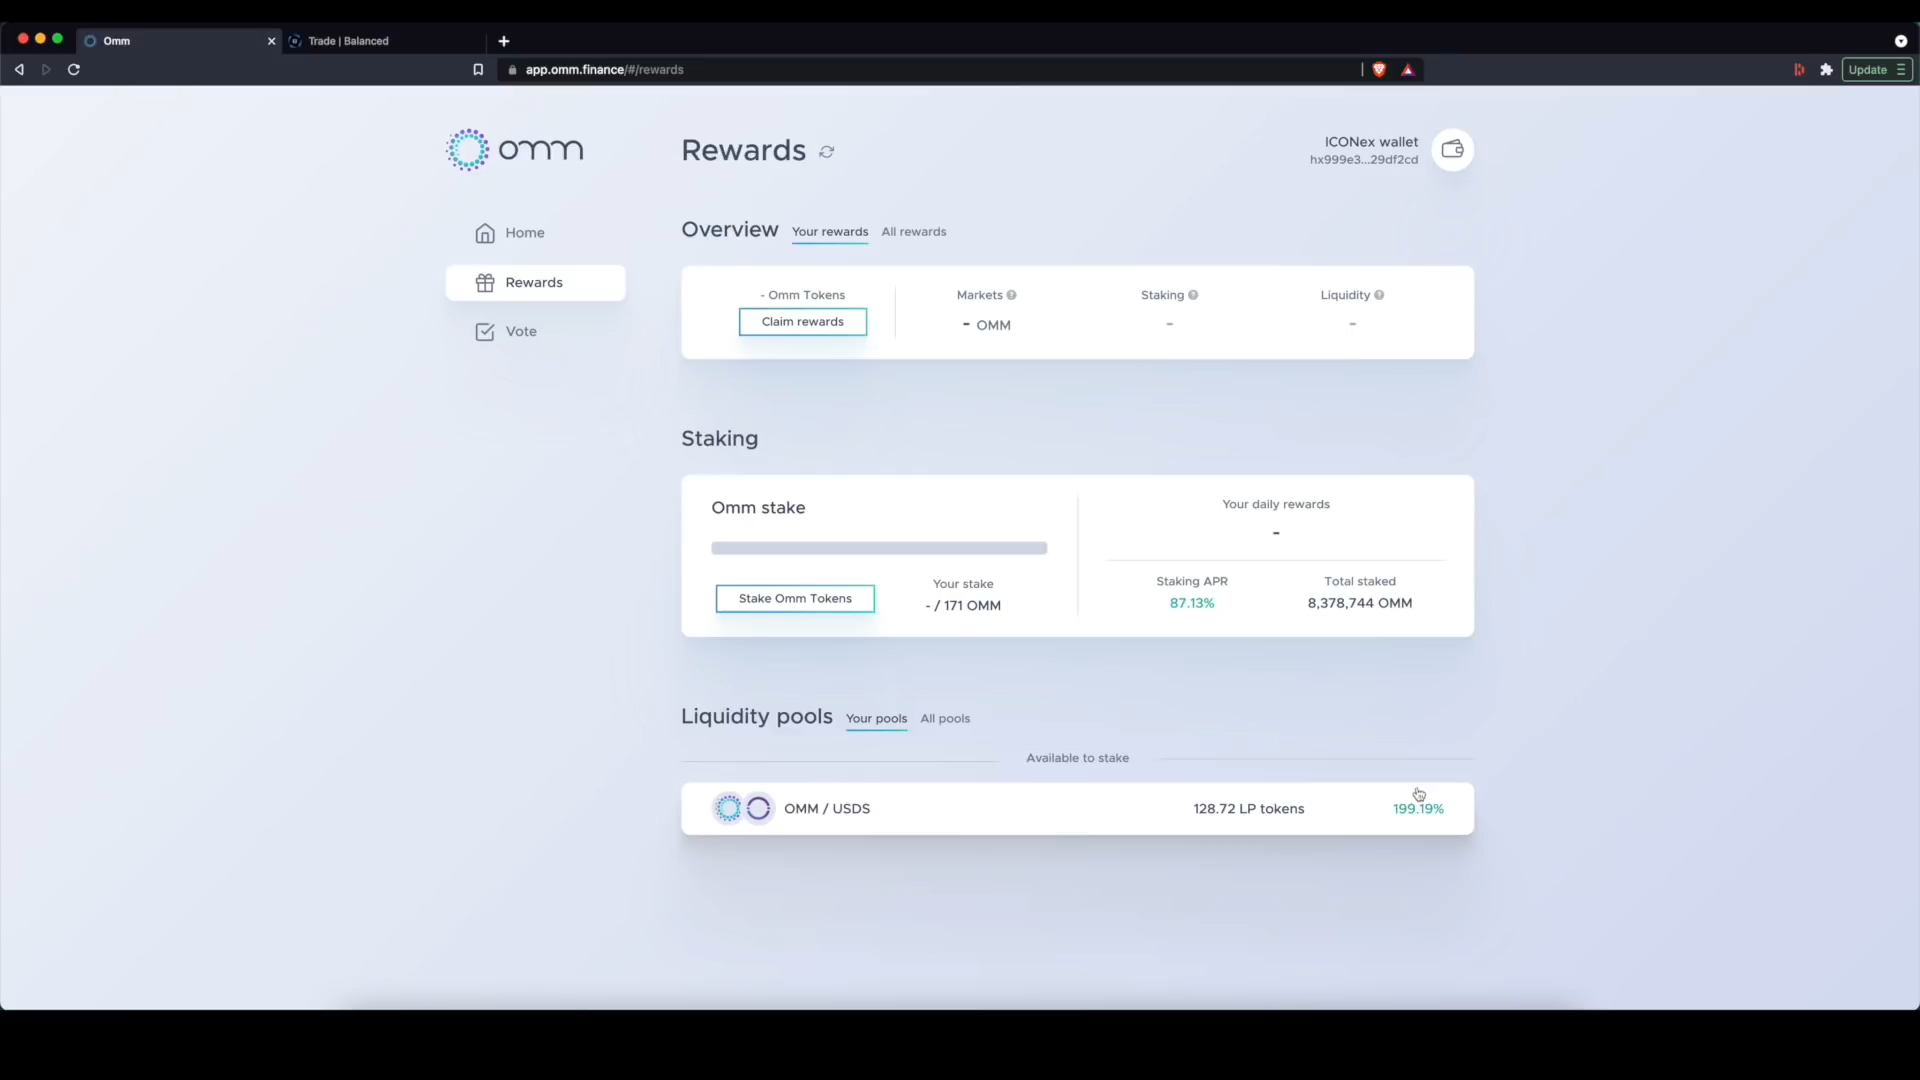 Omm
Trade | Balanced
app.omm.finance/#/rewards
Update
omm
Rewards
ICONex wallet
hx999e3...29df2cd
Home
Rewards
Vote
Overview Your rewards All rewards
- Omm Tokens
Claim rewards
Markets ?
- OMM
Staking ?
-
Liquidity ?
-
Staking
Omm stake
Stake Omm Tokens
Your stake
- / 171 OMM
Your daily rewards
-
Staking APR
87.13%
Total staked
8,378,744 OMM
Liquidity pools Your pools All pools
Available to stake
OMM / USDS 128.72 LP tokens 199.19%